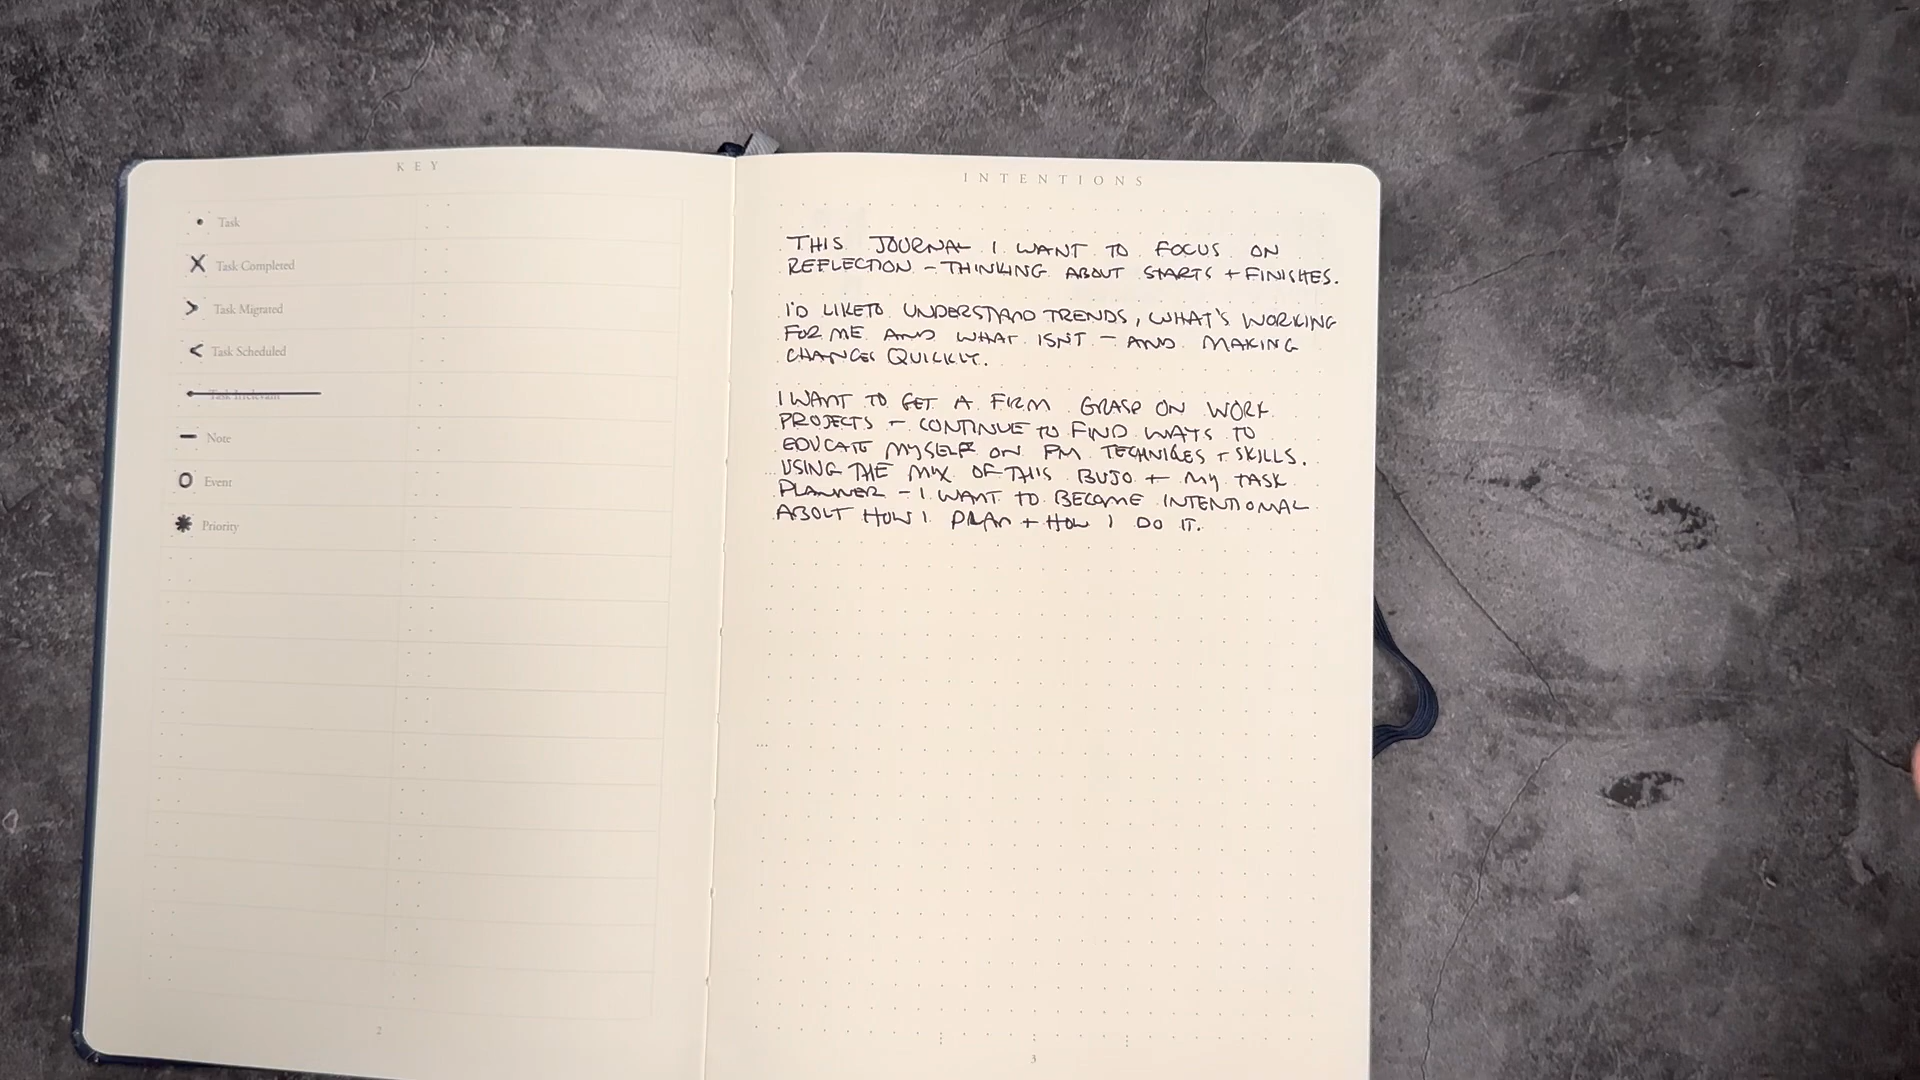 KEY
• Task
X Task Completed
> Task Migrated
< Task Scheduled
Task Irrelevant
– Note
O Event
* Priority
2
INTENTIONS
THIS JOURNAL I WANT TO FOCUS ON
REFLECTION – THINKING ABOUT STARTS + FINISHES.
I'D LIKE TO UNDERSTAND TRENDS, WHAT'S WORKING
FOR ME AND WHAT ISN'T – AND MAKING
CHANGES QUICKLY.
I WANT TO GET A FIRM GRASP ON WORK
PROJECTS + CONTINUE TO FIND WAYS TO
EDUCATE MYSELF ON PM TECHNIQES + SKILLS.
USING THE MIX OF THIS BUJO + MY TASK
PLANNER – I WANT TO BECOME INTENTIONAL
ABOUT HOW I PLAN + HOW I DO IT.
3